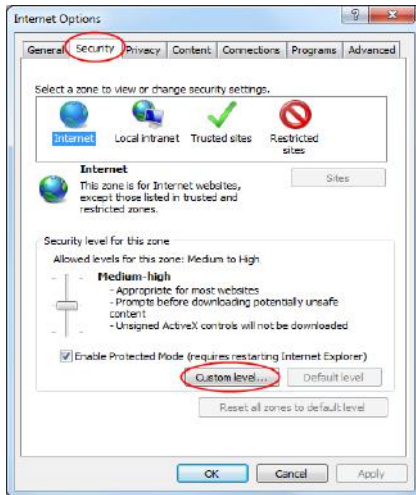 Internet Options
General Security Privacy Content Connections Programs Advanced
Select a zone to view or change security settings.
Internet Local intranet Trusted sites Restricted sites
Internet
Sites
This zone is for Internet websites,
except those listed in trusted and
restricted zones.
Security level for this zone
Allowed levels for this zone: Medium to High
Medium-high
- Appropriate for most websites
- Prompts before downloading potentially unsafe
content
- Unsigned ActiveX controls will not be downloaded
Enable Protected Mode (requires restarting Internet Explorer)
Custom level... Default level
Reset all zones to default level
OK Cancel Apply